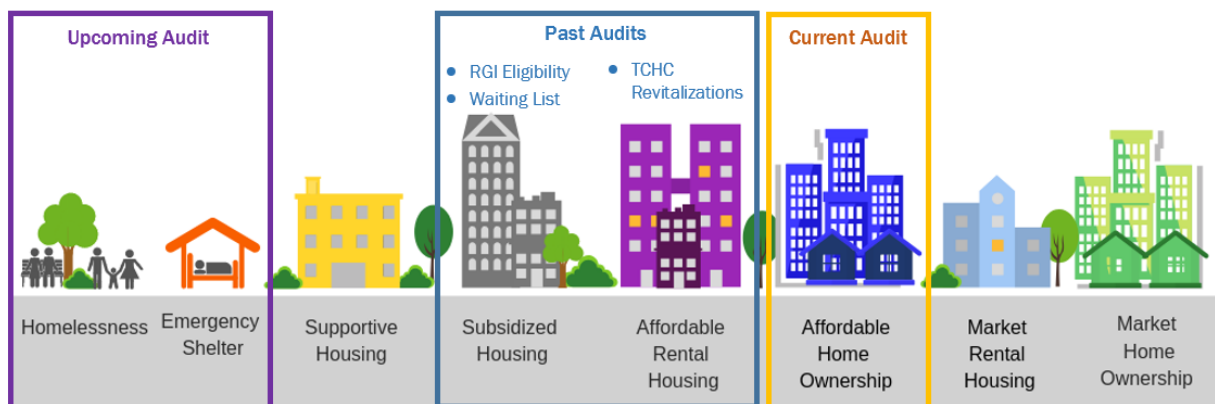 Upcoming Audit
Past Audits
Current Audit
RGI Eligibility
Waiting List
TCHC
Revitalizations
Homelessness
Emergency
Shelter
Supportive
Housing
Subsidized
Housing
Affordable
Rental
Housing
Affordable
Home
Ownership
Market
Rental
Housing
Market
Home
Ownership